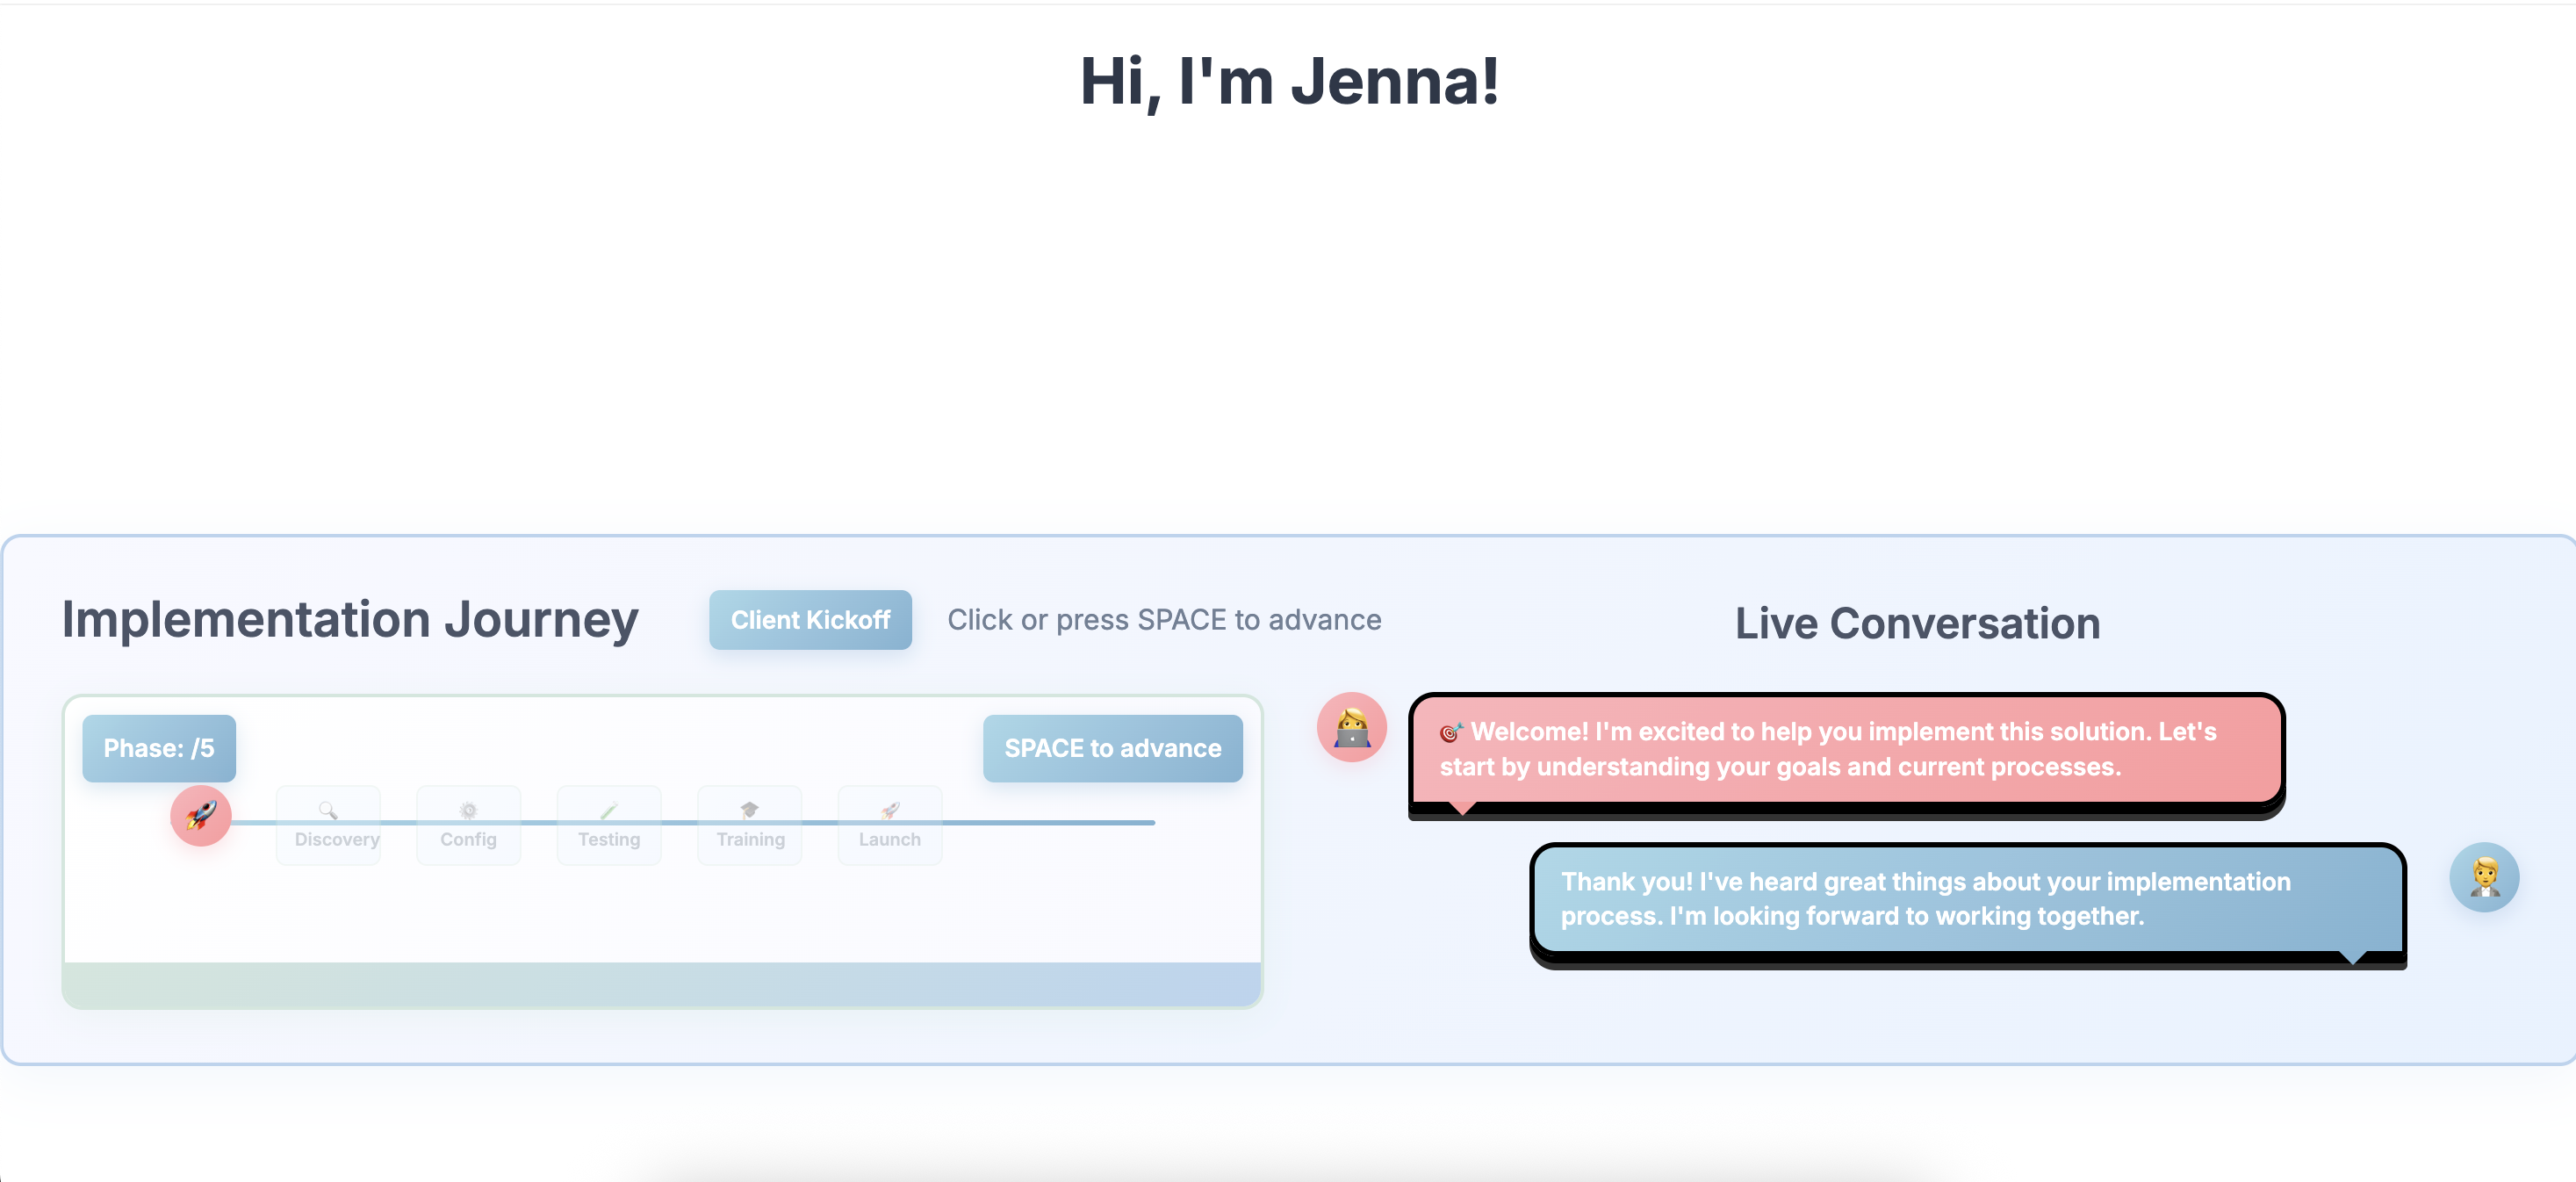 Hi, I'm Jenna!
Implementation Journey
Client Kickoff
Click or press SPACE to advance
Phase: /5
SPACE to advance
Discovery
Config
Testing
Training
Launch
Live Conversation
🎯 Welcome! I'm excited to help you implement this solution. Let's
start by understanding your goals and current processes.
Thank you! I've heard great things about your implementation
process. I'm looking forward to working together.